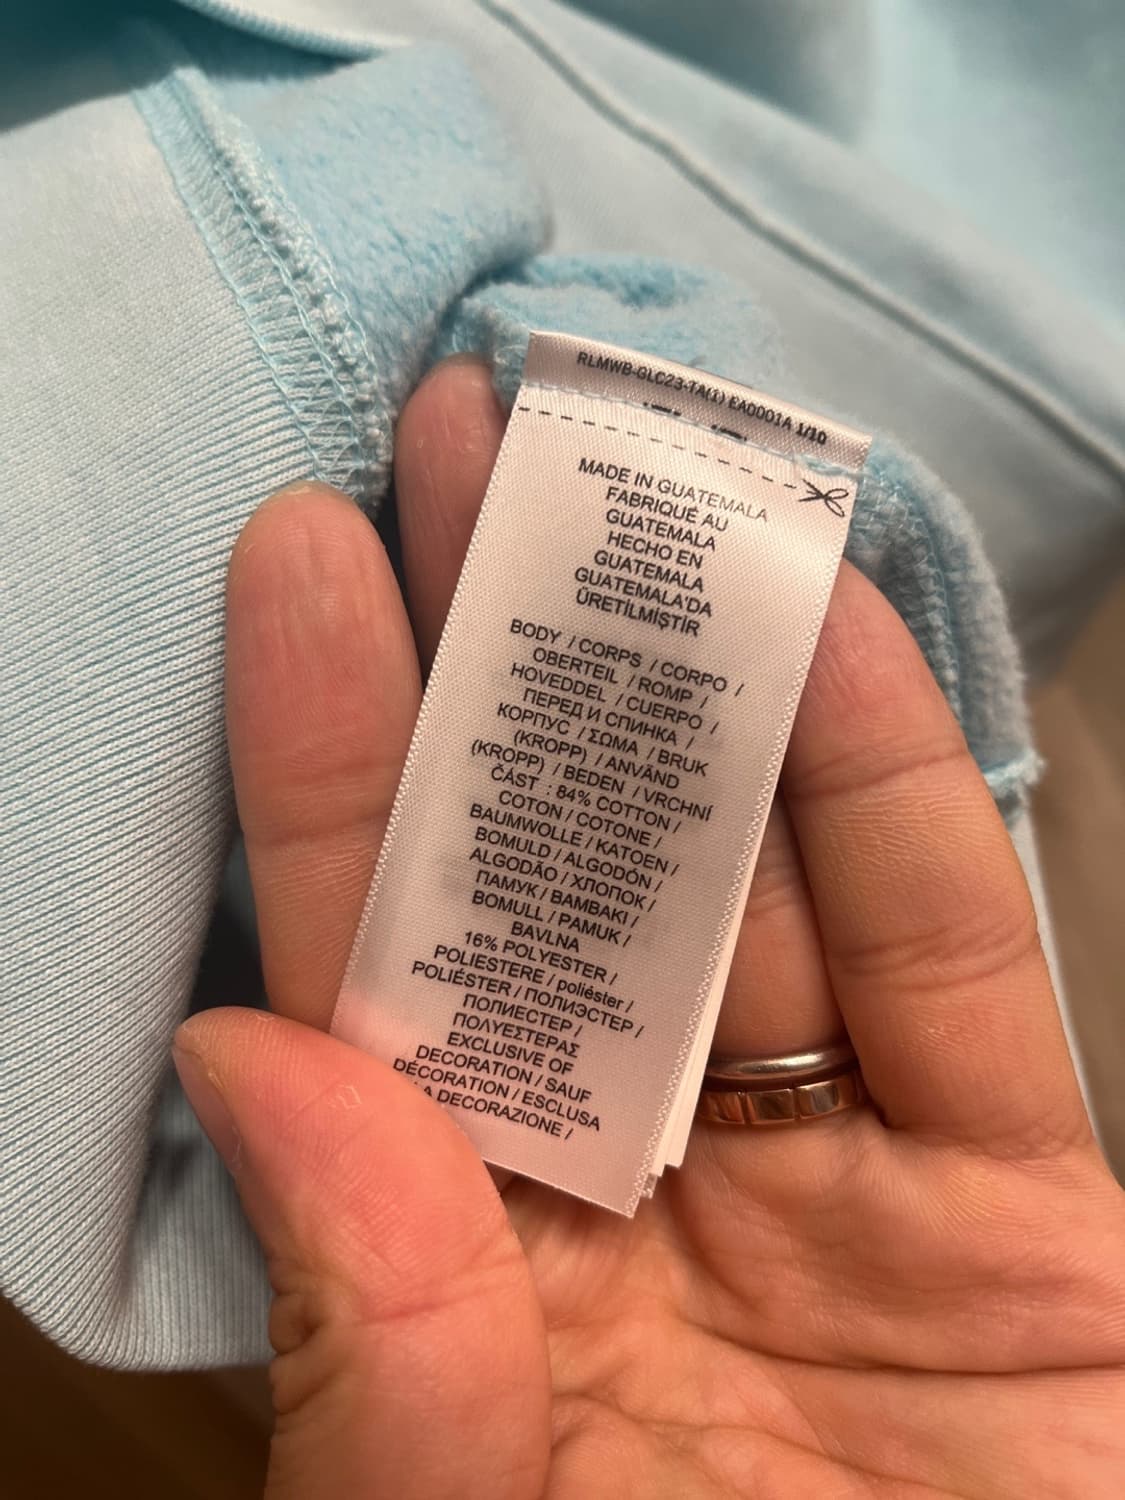 RLMWB-GLC23-TA(1) EA0001A 1/10
MADE IN GUATEMALA
FABRIQUÉ AU
GUATEMALA
HECHO EN
GUATEMALA
GUATEMALA'DA
ÜRETİLMİŞTİR
BODY / CORPS / CORPO /
OBERTEIL / ROMP /
HOVEDDEL / CUERPO /
ПЕРЕД И СПИНКА /
КОРПУС / ΣΩΜΑ / BRUK
(KROPP) / ANVÄND
(KROPP) / BEDEN / VRCHNÍ
ČÁST : 84% COTTON /
COTON / COTONE /
BAUMWOLLE / KATOEN /
BOMULD / ALGODÓN /
ALGODÃO / ХЛОПОК /
ПАМУК / ΒΑΜΒΑΚΙ /
BOMULL / PAMUK /
BAVLNA
16% POLYESTER /
POLIESTERE / poliéster /
POLIÉSTER / ПОЛИЭСТЕР /
ПОЛИЕСТЕР /
ΠΟΛΥΕΣΤΕΡΑΣ
EXCLUSIVE OF
DECORATION / SAUF
DÉCORATION / ESCLUSA
LA DECORAZIONE /